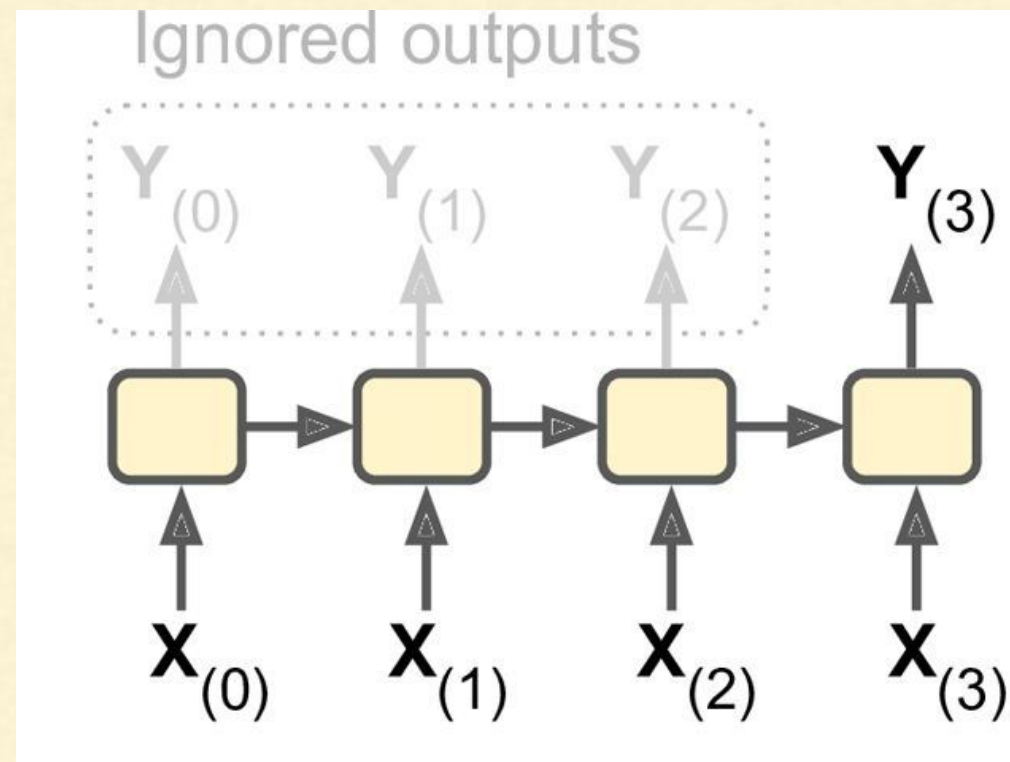 Ignored outputs
Y(0) Y(1) Y(2) Y(3)
X(0) X(1) X(2) X(3)